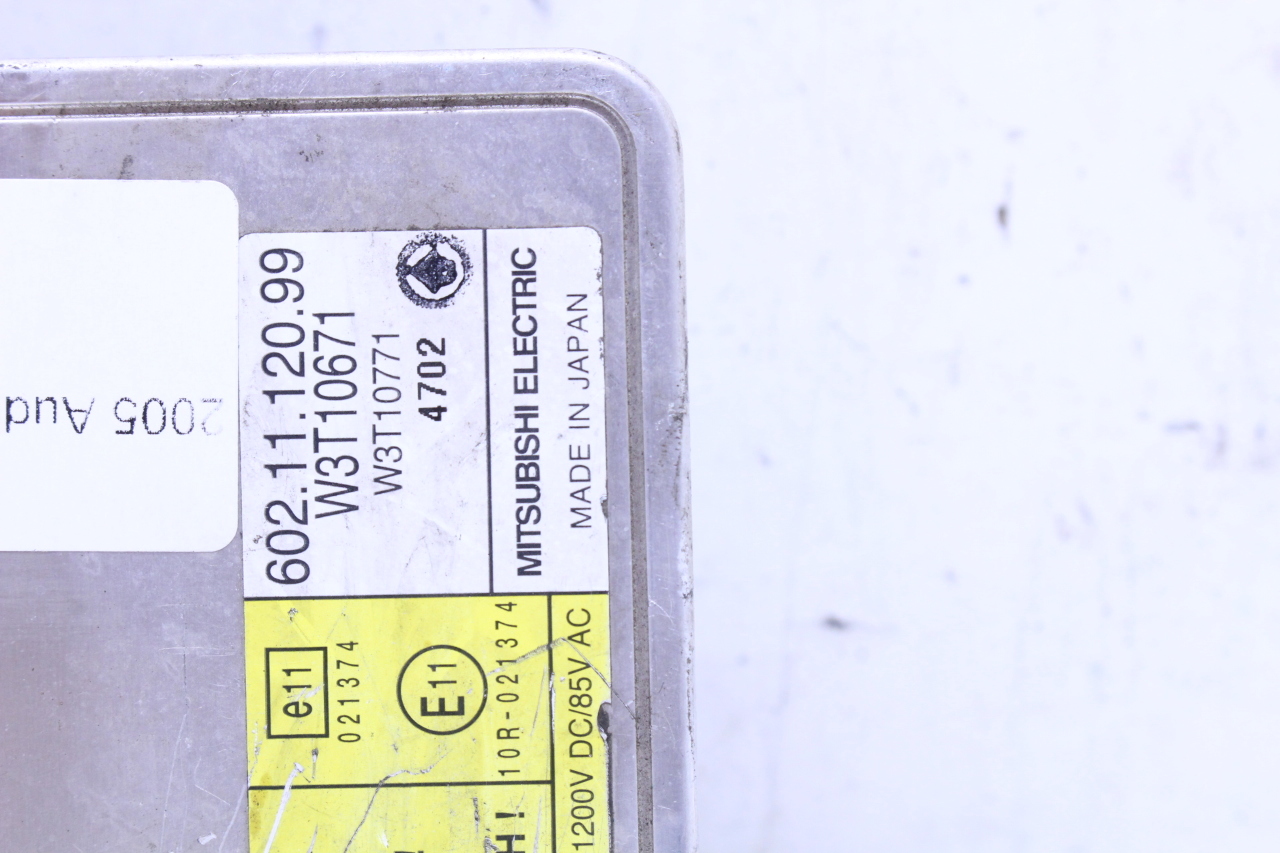 2005 Aud
602.11.120.99
W3T10671
W3T10771
4702
MITSUBISHI ELECTRIC
MADE IN JAPAN
e11
021374
E11
10R-021374
1200V DC/85V AC
H!